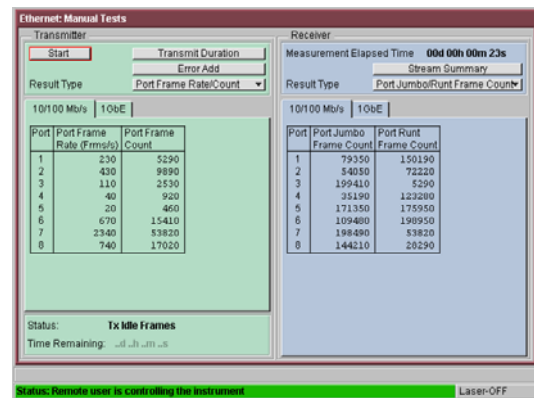 Ethernet: Manual Tests
Transmitter
Start
Transmit Duration
Error Add
Result Type
Port Frame Rate/Count
10/100 Mb/s 1GbE
Port Port Frame Rate (Frms/s) Port Frame Count
1 230 5290
2 430 9890
3 110 2530
4 40 920
5 20 460
6 670 15410
7 2340 53820
8 740 17020
Status: Tx Idle Frames
Time Remaining: ..d ..h ..m ..s
Receiver
Measurement Elapsed Time 00d 00h 00m 23s
Stream Summary
Result Type Port Jumbo/Runt Frame Count
10/100 Mb/s 1GbE
Port Port Jumbo Frame Count Port Runt Frame Count
1 79350 150190
2 54050 72220
3 199410 5290
4 35190 123280
5 171350 175950
6 109480 198950
7 198490 53820
8 144210 28290
Status: Remote user is controlling the instrument
Laser-OFF